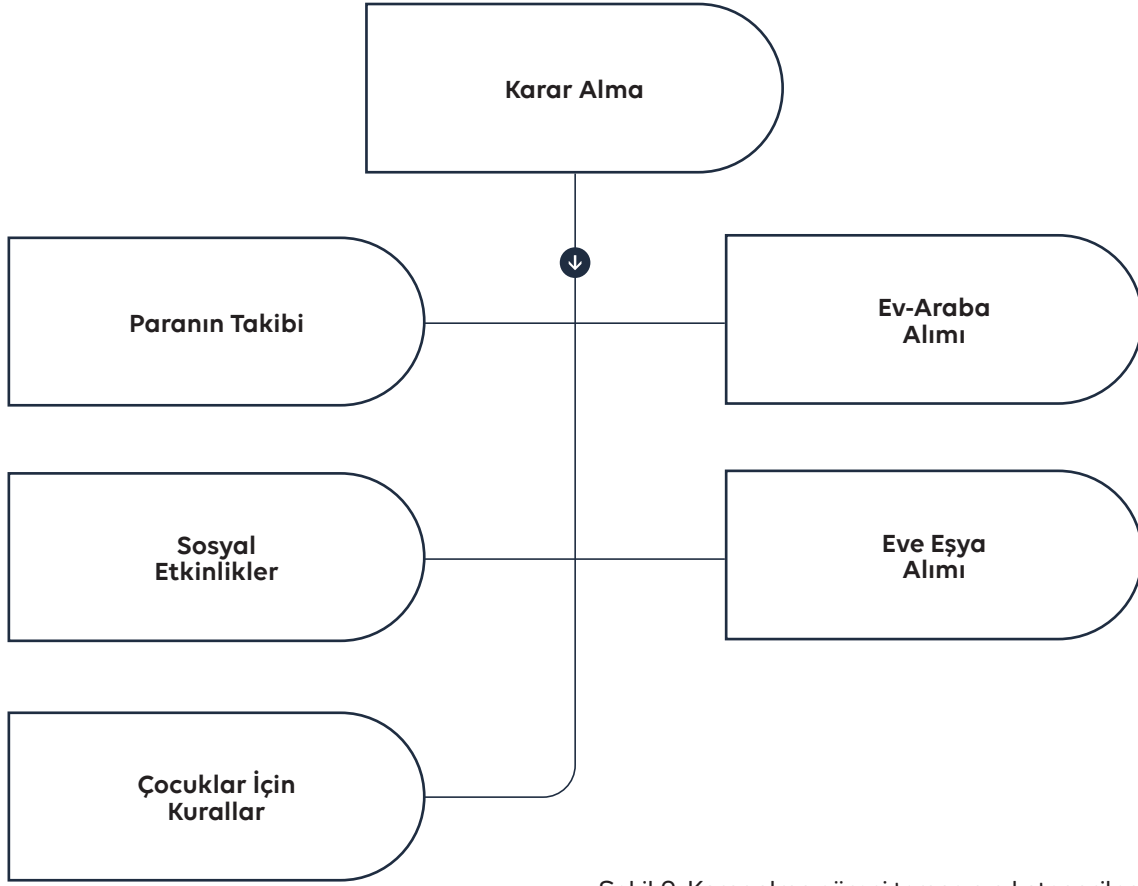 Karar Alma
Paranın Takibi
Ev-Araba
Alımı
Sosyal
Etkinlikler
Eve Eşya
Alımı
Çocuklar İçin
Kurallar